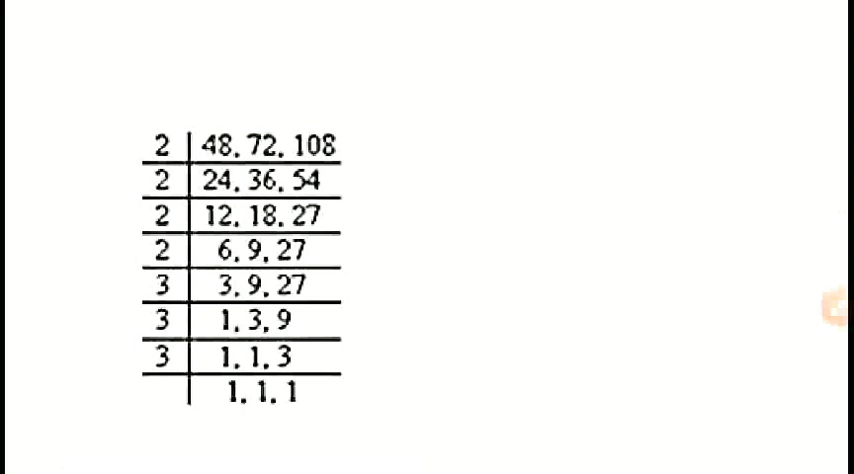 2 | 48, 72, 108
2 | 24, 36, 54
2 | 12, 18, 27
2 | 6, 9, 27
3 | 3, 9, 27
3 | 1, 3, 9
3 | 1, 1, 3
| 1, 1, 1